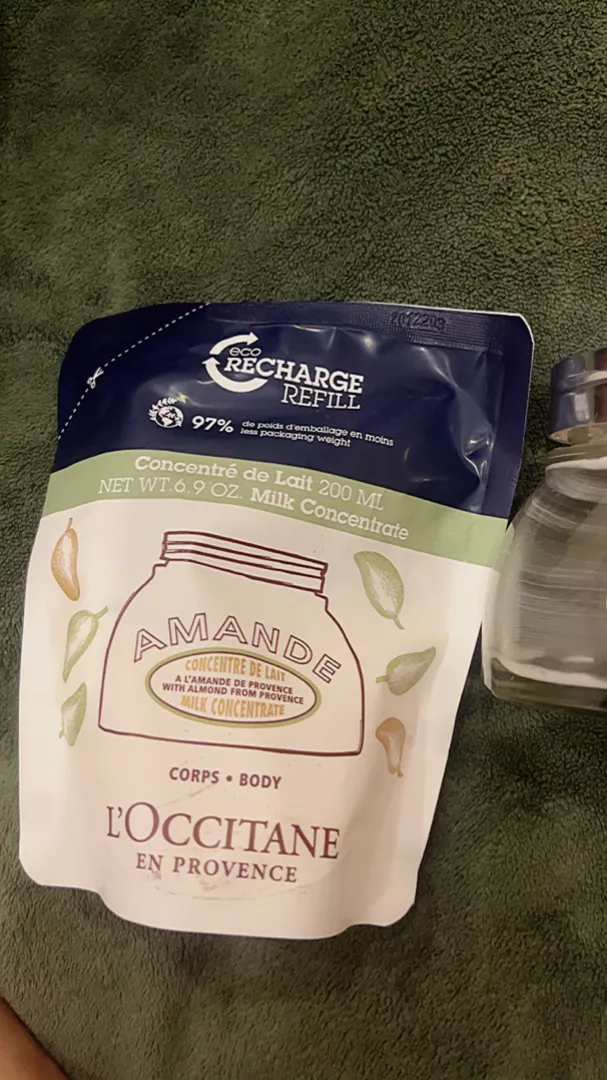 eco
RECHARGE
REFILL
97% de poids d'emballage en moins
less packaging weight
Concentré de Lait 200 ML
NET WT.6.9 OZ. Milk Concentrate
AMANDE
CONCENTRE DE LAIT
A L'AMANDE DE PROVENCE
WITH ALMOND FROM PROVENCE
MILK CONCENTRATE
CORPS • BODY
L'OCCITANE
EN PROVENCE